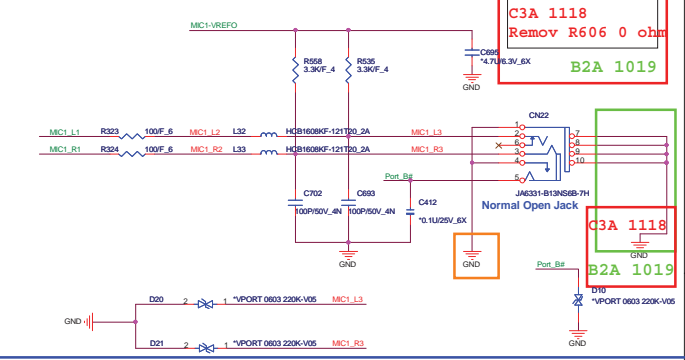 C3A 1118
Remov R606 0 ohm
B2A 1019
MIC1-VREFO
R558
3.3K/F_4
R535
3.3K/F_4
C695
*4.7U/6.3V_6X
GND
CN22
MIC1_L1 R323 100/F_6 MIC1_L2 L32 HCB1608KF-121T20_2A MIC1_L3
MIC1_R1 R324 100/F_6 MIC1_R2 L33 HCB1608KF-121T20_2A MIC1_R3
1
2
6
3
4
5
7
8
9
10
Port_B#
JA6331-B13NS6B-7H
Normal Open Jack
C702
100P/50V_4N
C693
100P/50V_4N
C412
*0.1U/25V_6X
GND
GND
C3A 1118
GND
B2A 1019
Port_B#
D10
*VPORT 0603 220K-V05
GND
D20 2 1 *VPORT 0603 220K-V05 MIC1_L3
GND
D21 2 1 *VPORT 0603 220K-V05 MIC1_R3